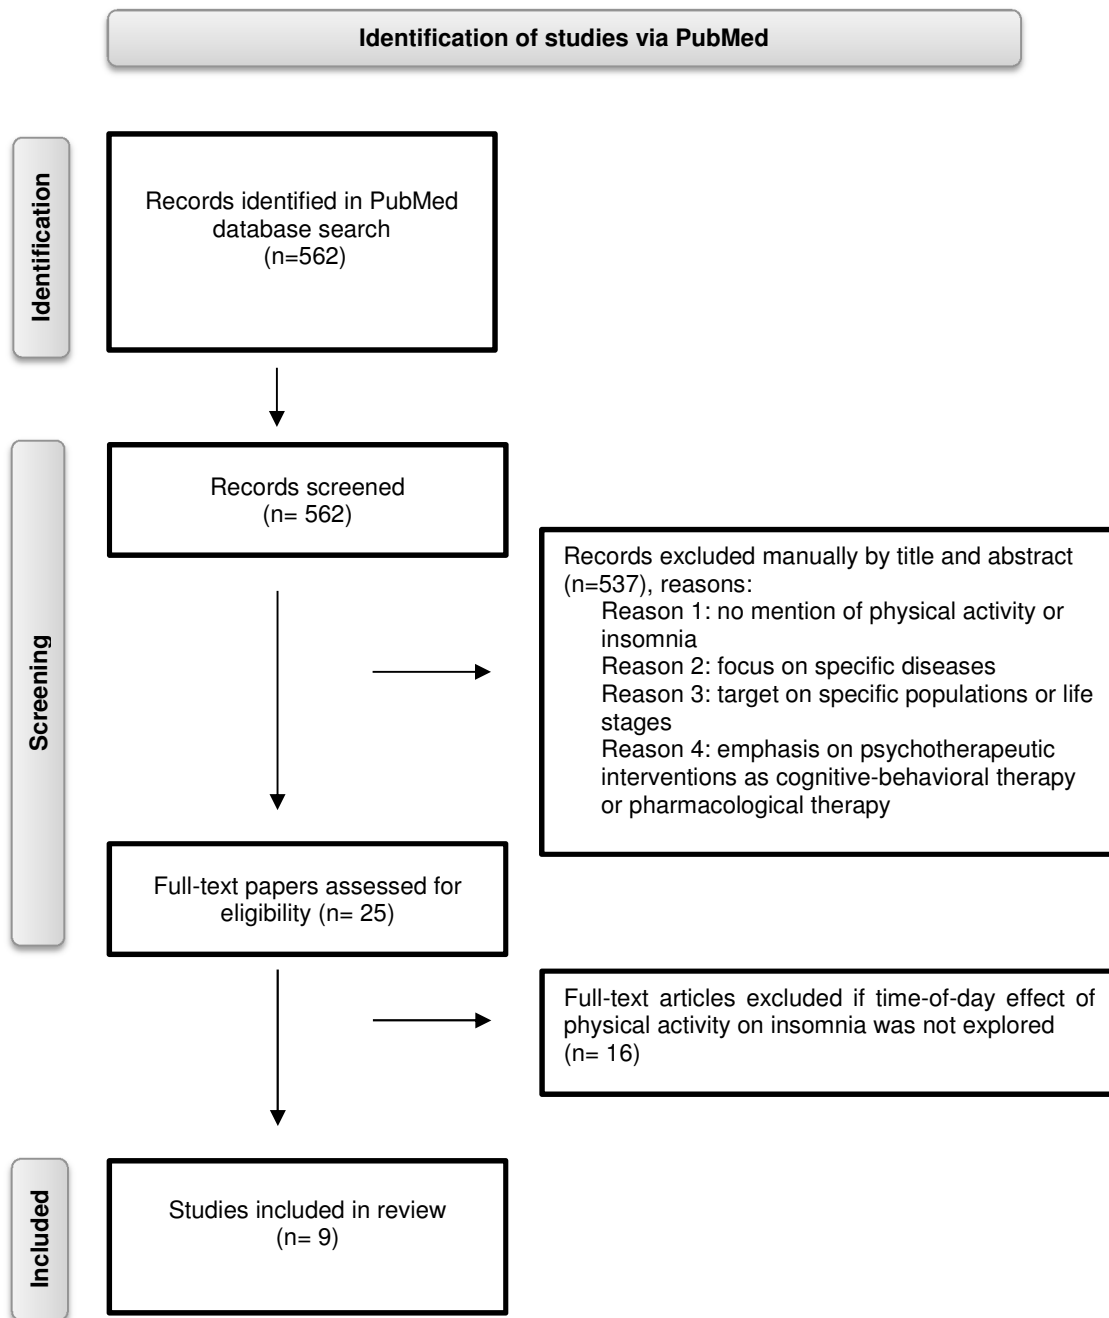 Identification of studies via PubMed
Identification
Records identified in PubMed
database search
(n=562)
Screening
Records screened
(n= 562)
Records excluded manually by title and abstract
(n=537), reasons:
Reason 1: no mention of physical activity or
insomnia
Reason 2: focus on specific diseases
Reason 3: target on specific populations or life
stages
Reason 4: emphasis on psychotherapeutic
interventions as cognitive-behavioral therapy
or pharmacological therapy
Full-text papers assessed for
eligibility (n= 25)
Full-text articles excluded if time-of-day effect of
physical activity on insomnia was not explored
(n= 16)
Included
Studies included in review
(n= 9)